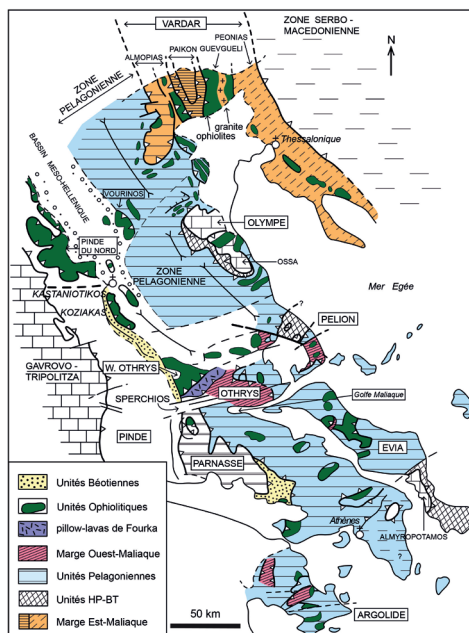 VARDAR
ZONE SERBO-
MACEDONIENNE
PEONIAS
PAIKON
GUEVGUELI
ALMOPIAS
N
ZONE
PELAGONIENNE
granite
ophiolites
Thessalonique
BASSIN MESO-HELLENIQUE
VOURINOS
OLYMPE
PINDE
DU NORD
OSSA
ZONE
PELAGONIENNE
Mer Egée
KASTANIOTIKOS
KOZIAKAS
?
PELION
GAVROVO-
TRIPOLITZA
W. OTHRYS
OTHRYS
Golfe Maliaque
SPERCHIOS
EVIA
PINDE
PARNASSE
Athènes
ALMYROPOTAMOS
?
Unités Béotiennes
Unités Ophiolitiques
pillow-lavas de Fourka
Marge Ouest-Maliaque
Unités Pelagoniennes
Unités HP-BT
Marge Est-Maliaque
50 km
ARGOLIDE